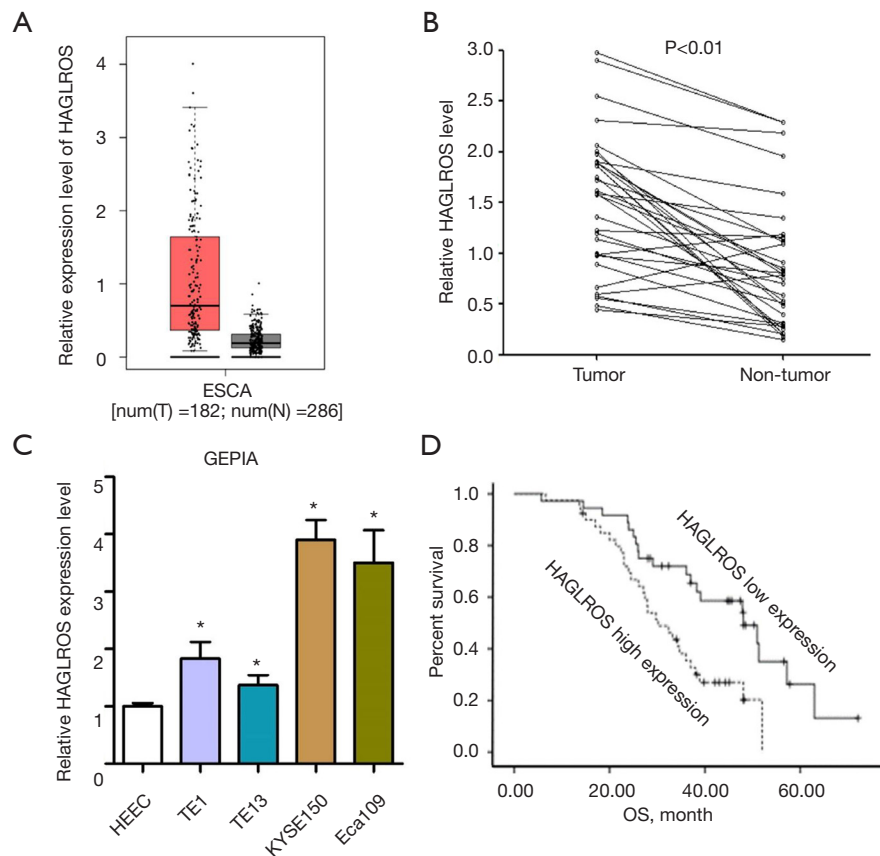 A
Relative expression level of HAGLROS
4
3
2
1
0
ESCA
[num(T) =182; num(N) =286]
B
P<0.01
Relative HAGLROS level
3.0
2.5
2.0
1.5
1.0
0.5
0.0
Tumor
Non-tumor
C
GEPIA
Relative HAGLROS expression level
5
4
3
2
1
0
*
*
*
*
HEEC
TE1
TE13
KYSE150
Eca109
D
Percent survival
1.0
0.8
0.6
0.4
0.2
0.0
HAGLROS low expression
HAGLROS high expression
0.00
20.00
40.00
60.00
OS, month